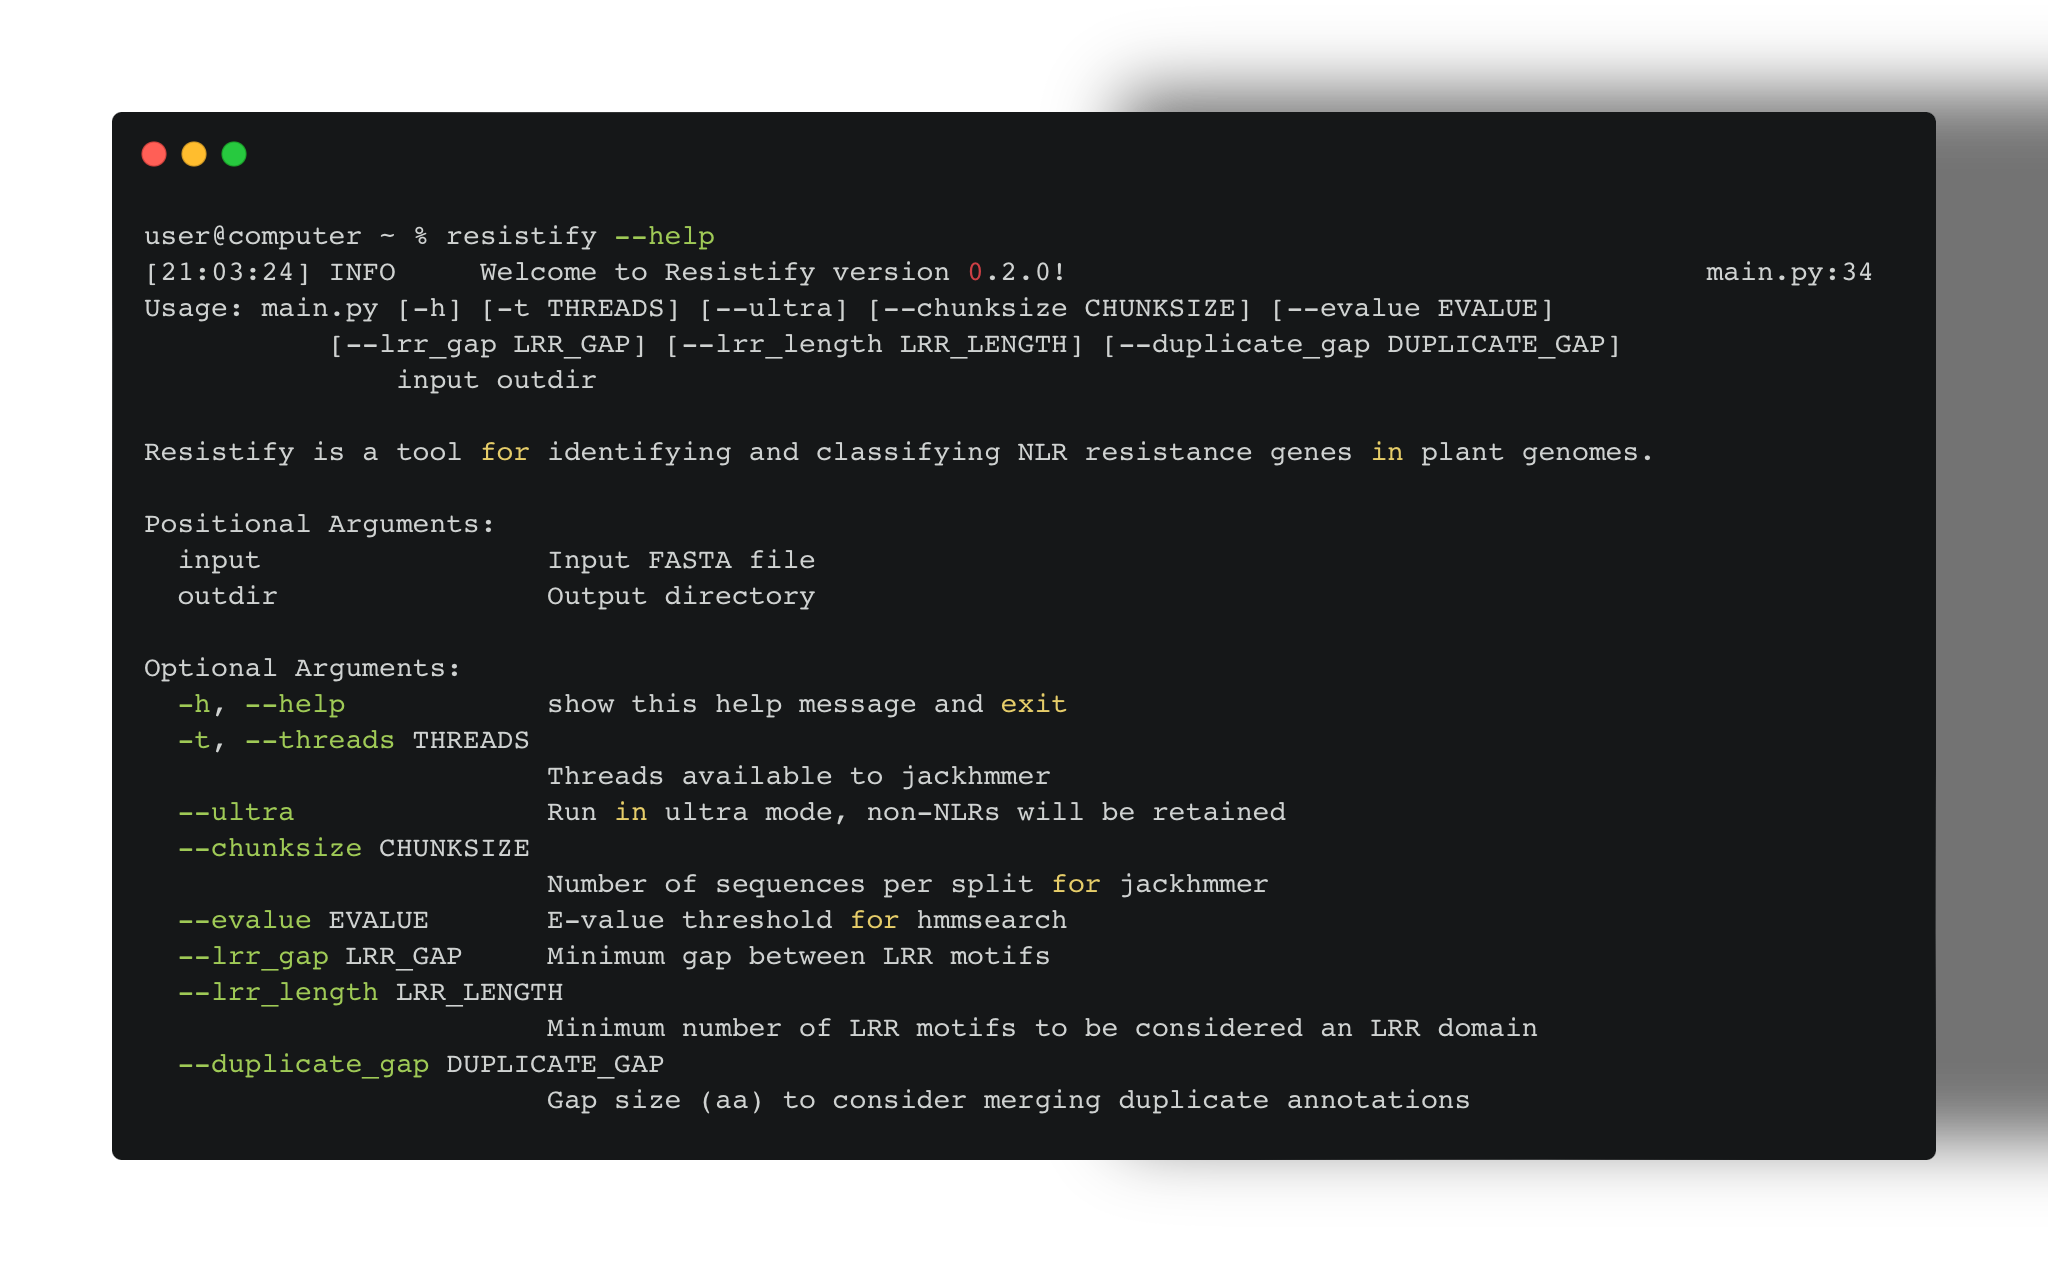 user@computer ~ % resistify --help
[21:03:24] INFO     Welcome to Resistify version 0.2.0!                                      main.py:34
Usage: main.py [-h] [-t THREADS] [--ultra] [--chunksize CHUNKSIZE] [--evalue EVALUE]
           [--lrr_gap LRR_GAP] [--lrr_length LRR_LENGTH] [--duplicate_gap DUPLICATE_GAP]
               input outdir

Resistify is a tool for identifying and classifying NLR resistance genes in plant genomes.

Positional Arguments:
  input                 Input FASTA file
  outdir                Output directory

Optional Arguments:
  -h, --help            show this help message and exit
  -t, --threads THREADS
                        Threads available to jackhmmer
  --ultra               Run in ultra mode, non-NLRs will be retained
  --chunksize CHUNKSIZE
                        Number of sequences per split for jackhmmer
  --evalue EVALUE       E-value threshold for hmmsearch
  --lrr_gap LRR_GAP     Minimum gap between LRR motifs
  --lrr_length LRR_LENGTH
                        Minimum number of LRR motifs to be considered an LRR domain
  --duplicate_gap DUPLICATE_GAP
                        Gap size (aa) to consider merging duplicate annotations